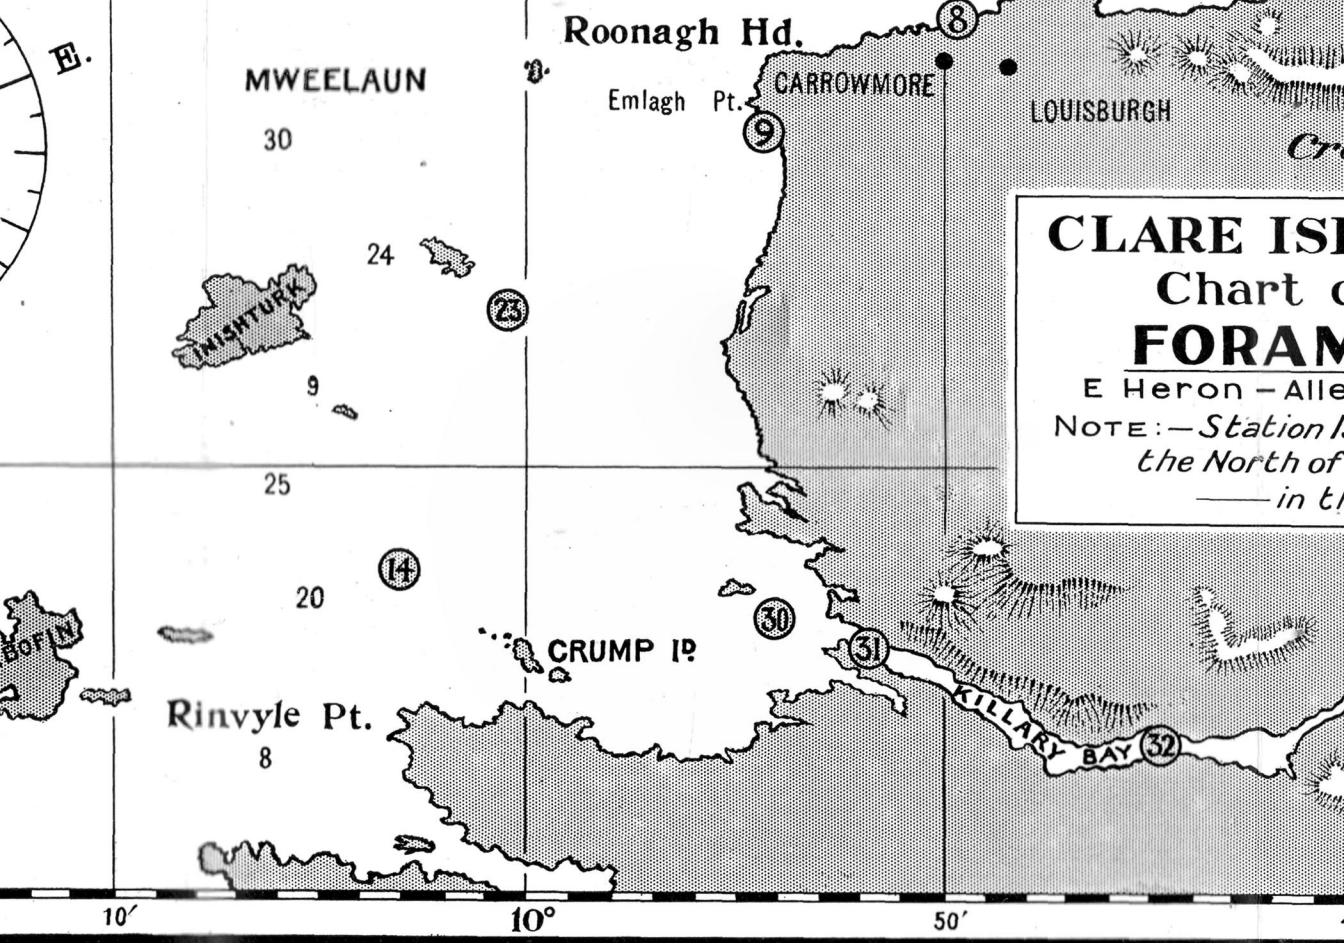 E.
Roonagh Hd.
8
MWEELAUN
CARROWMORE
Emlagh Pt.
LOUISBURGH
30
9
24
CLARE
Chart
23
INISHTURK
FORAM
9
E Heron – Alle
NOTE:— Station
the North of
25
in
14
20
30
CRUMP ID
31
BOFIN
KILLARY BAY
32
Rinvyle Pt.
8
10′
10°
50′